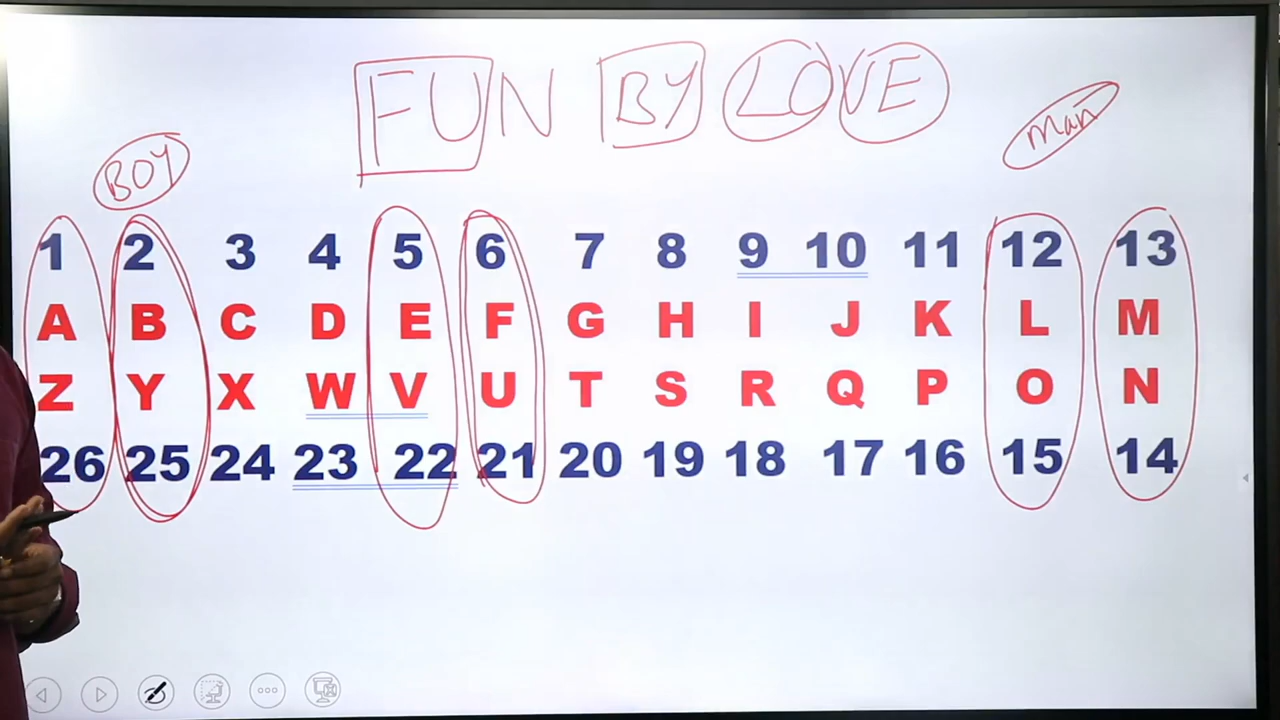 FUN BY LOVE
Man
BOY
1 2 3 4 5 6 7 8 9 10 11 12 13
A B C D E F G H I J K L M
Z Y X W V U T S R Q P O N
26 25 24 23 22 21 20 19 18 17 16 15 14